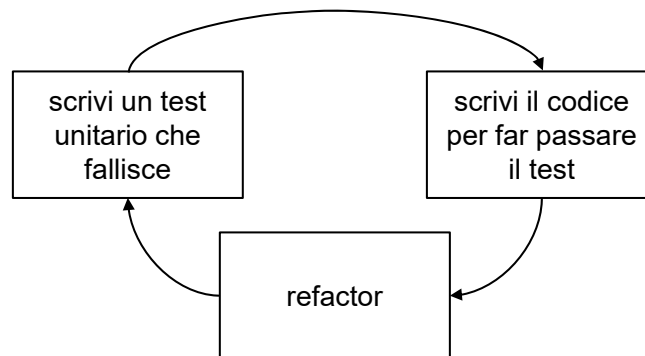 scrivi un test
unitario che
fallisce
scrivi il codice
per far passare
il test
refactor